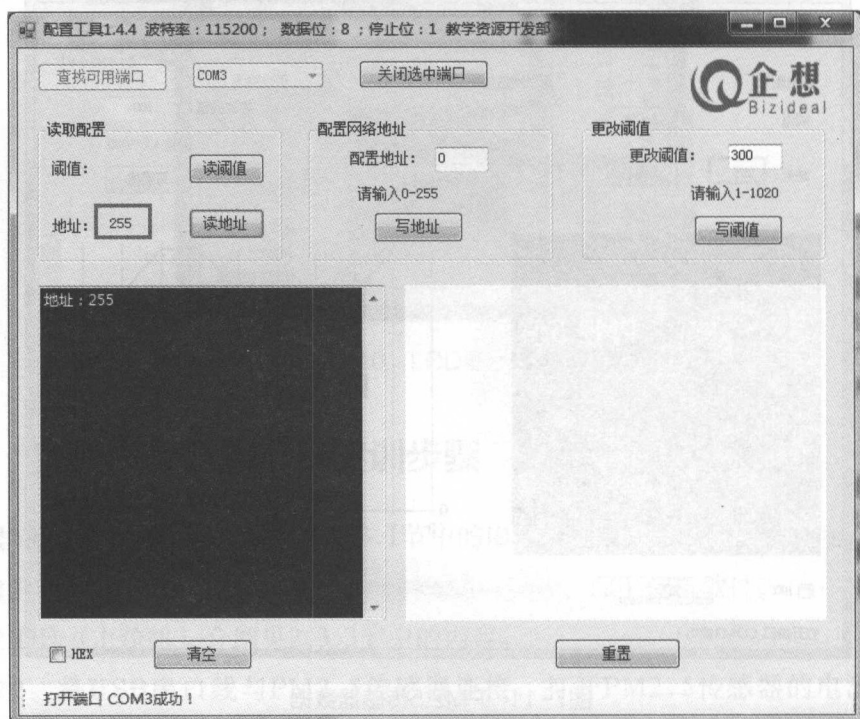 配置工具1.4.4 波特率：115200； 数据位：8 ；停止位：1 教学资源开发部
查找可用端口 COM3 关闭选中端口
企想
Bizideal
读取配置 配置网络地址 更改阈值
阈值： 读阈值 配置地址： 0 更改阈值： 300
请输入0-255 请输入1-1020
地址： 255 读地址 写地址 写阈值
地址：255
HEX 清空 重置
打开端口 COM3成功！